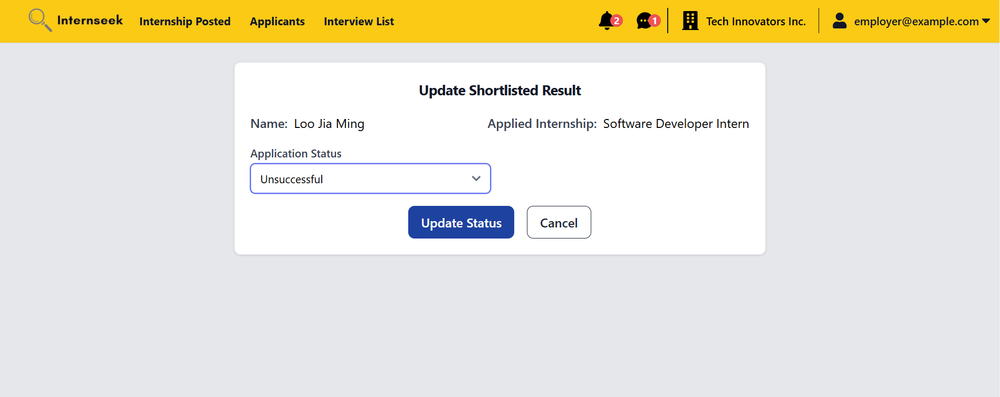 Internseek Internship Posted Applicants Interview List 2 1 Tech Innovators Inc. employer@example.com
Update Shortlisted Result
Name: Loo Jia Ming Applied Internship: Software Developer Intern
Application Status
Unsuccessful
Update Status Cancel